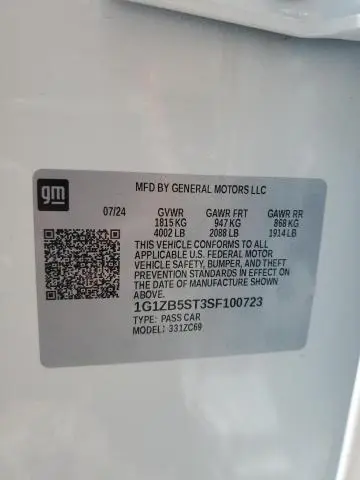 gm
MFD BY GENERAL MOTORS LLC
07/24 GVWR GAWR FRT GAWR RR
1815 KG 947 KG 868 KG
4002 LB 2088 LB 1914 LB
THIS VEHICLE CONFORMS TO ALL
APPLICABLE U.S. FEDERAL MOTOR
VEHICLE SAFETY, BUMPER, AND THEFT
PREVENTION STANDARDS IN EFFECT ON
THE DATE OF MANUFACTURE SHOWN
ABOVE.
1G1ZB5ST3SF100723
TYPE: PASS CAR
MODEL: 331ZC69